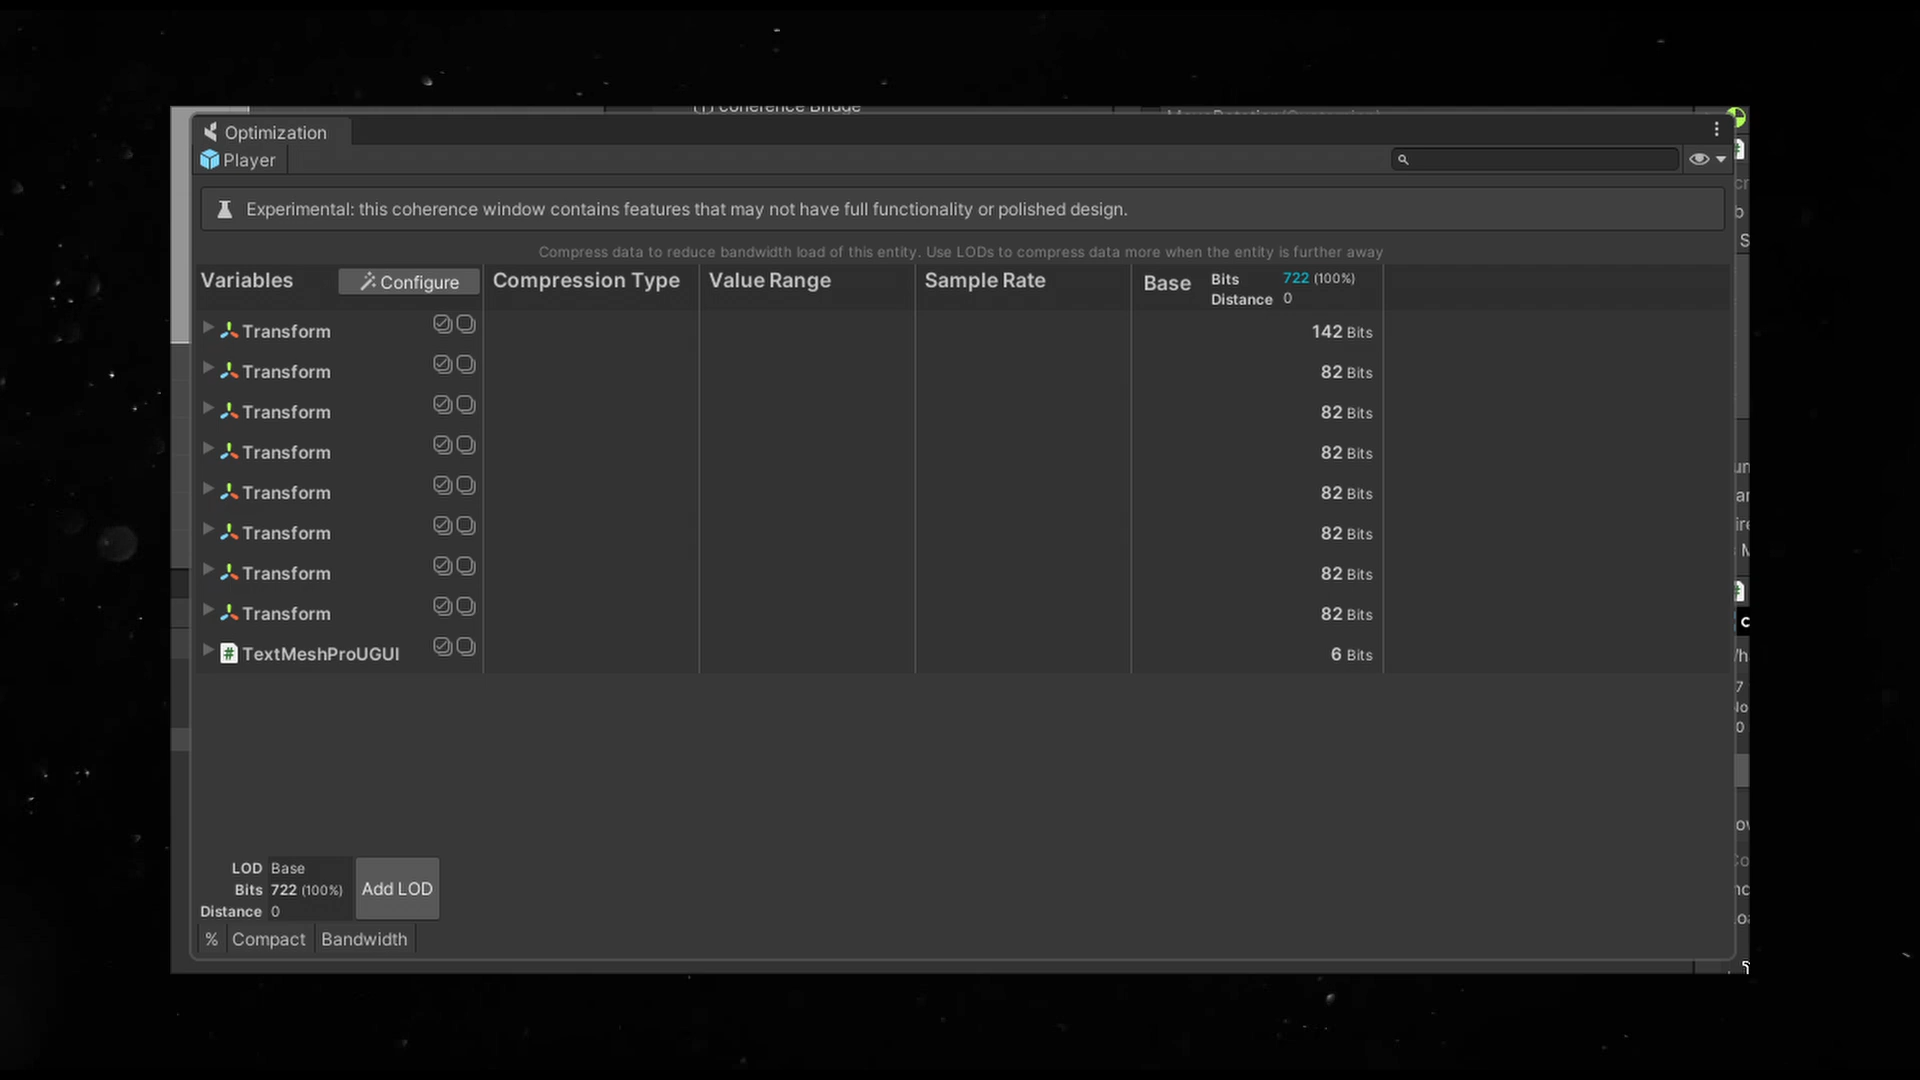 coherence Bridge
Optimization
Player
Experimental: this coherence window contains features that may not have full functionality or polished design.
Compress data to reduce bandwidth load of this entity. Use LODs to compress data more when the entity is further away
Variables Configure Compression Type Value Range Sample Rate Base Bits 722 (100%)
Distance 0
Transform 142 Bits
Transform 82 Bits
Transform 82 Bits
Transform 82 Bits
Transform 82 Bits
Transform 82 Bits
Transform 82 Bits
Transform 82 Bits
# TextMeshProUGUI 6 Bits
LOD Base
Bits 722 (100%)
Distance 0
Add LOD
% Compact Bandwidth